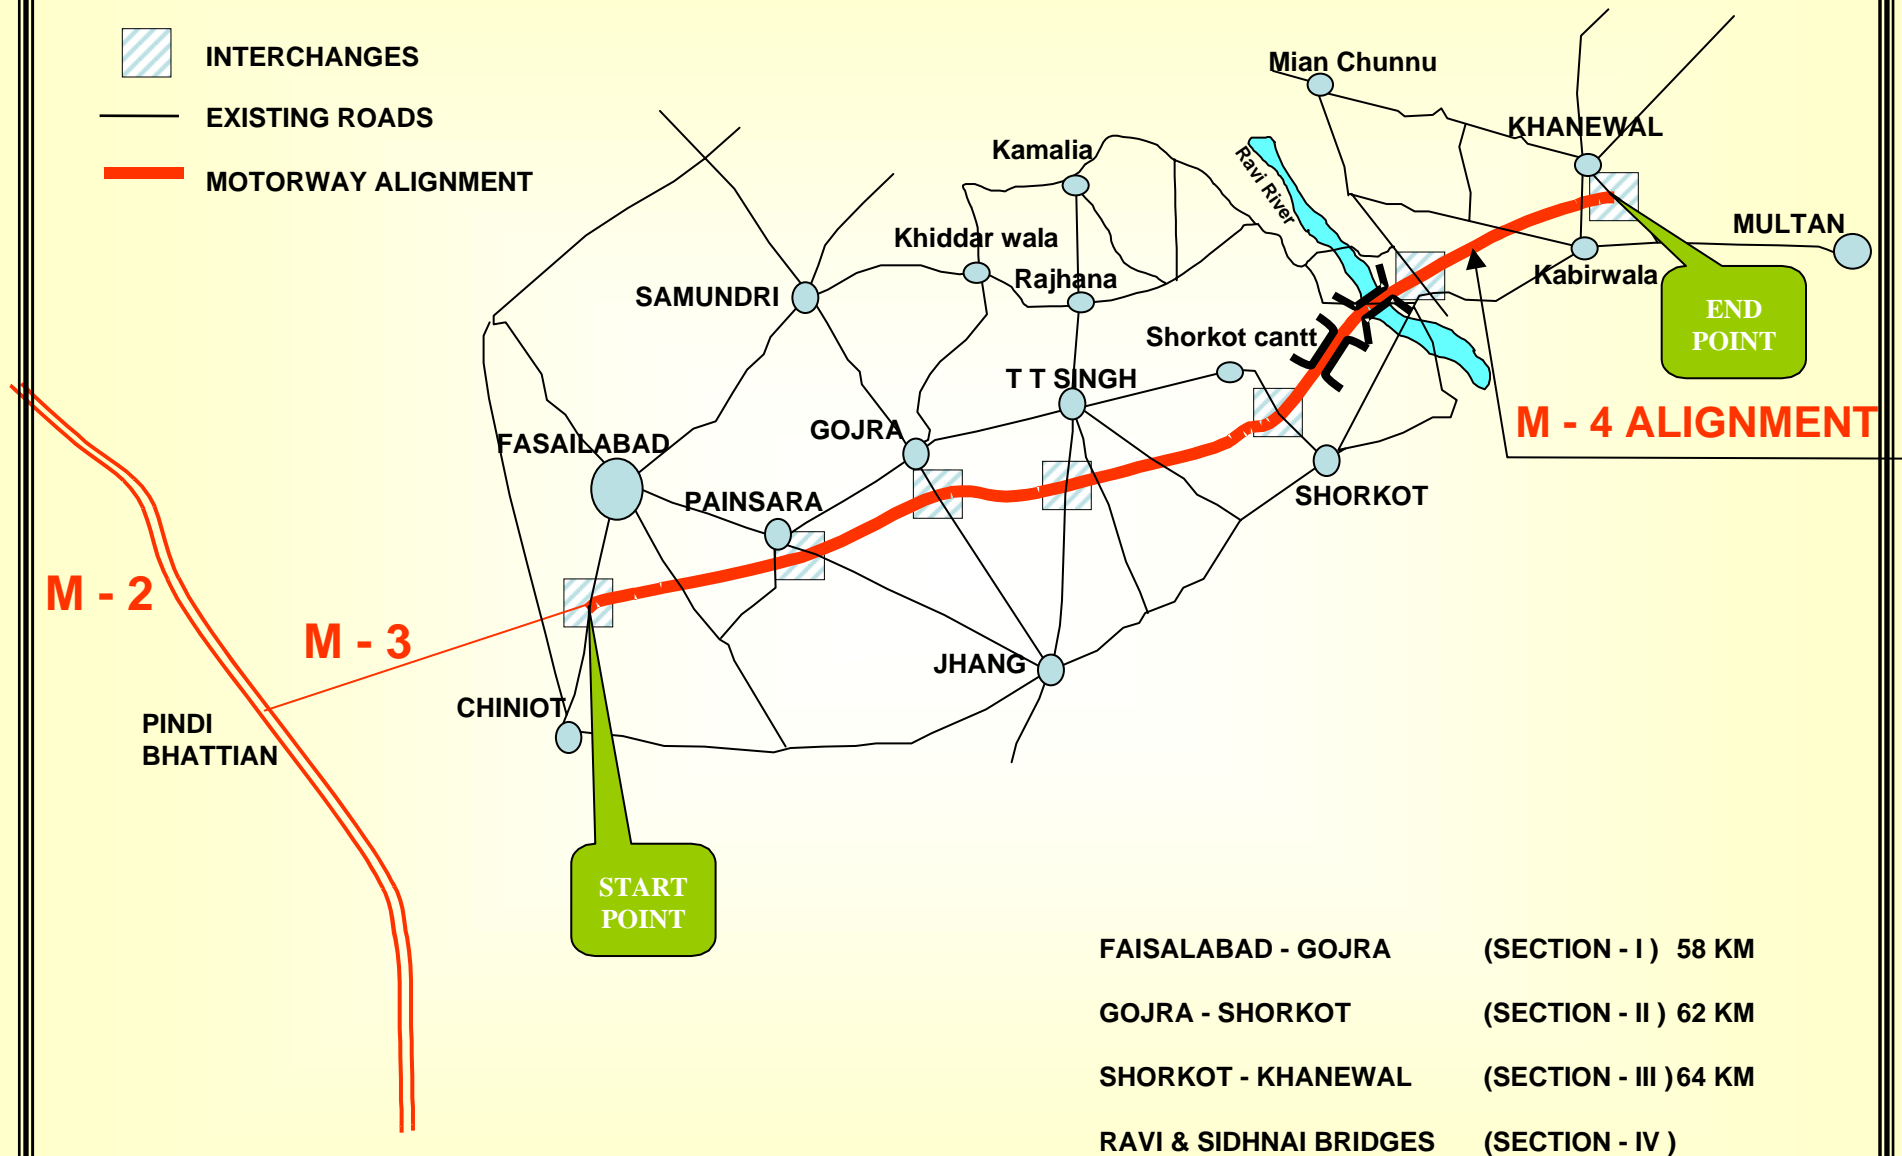 INTERCHANGES
EXISTING ROADS
MOTORWAY ALIGNMENT
Mian Chunnu
KHANEWAL
Kamalia
Ravi River
Khiddar wala
MULTAN
Rajhana
Kabirwala
SAMUNDRI
END
POINT
Shorkot cantt
T T SINGH
M - 4 ALIGNMENT
GOJRA
FASAILABAD
PAINSARA
SHORKOT
M - 2
M - 3
JHANG
CHINIOT
PINDI
BHATTIAN
START
POINT
FAISALABAD - GOJRA (SECTION - I ) 58 KM
GOJRA - SHORKOT (SECTION - II ) 62 KM
SHORKOT - KHANEWAL (SECTION - III ) 64 KM
RAVI & SIDHNAI BRIDGES (SECTION - IV )